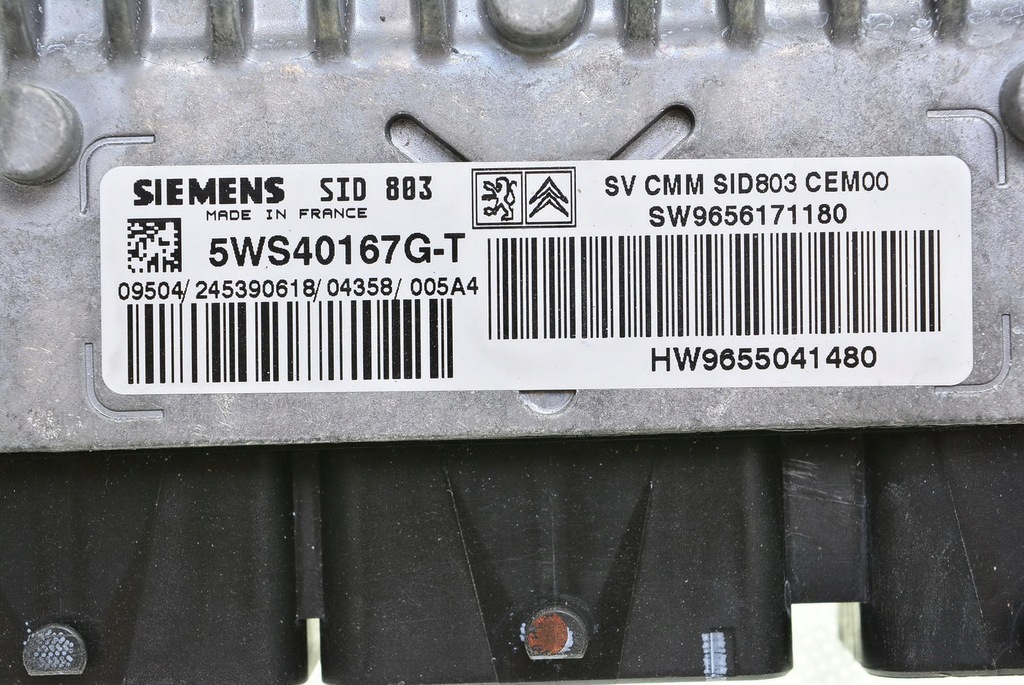 SIEMENS SID 803
MADE IN FRANCE
5WS40167G-T
09504/245390618/04358/005A4
SV CMM SID803 CEM00
SW9656171180
HW9655041480